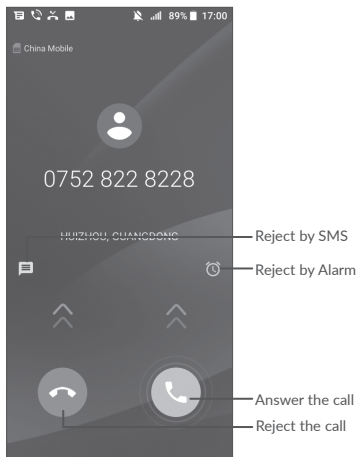 89% 17:00
China Mobile
0752 822 8228
HUIZHOU, GUANGDONG
Reject by SMS
Reject by Alarm
Answer the call
Reject the call